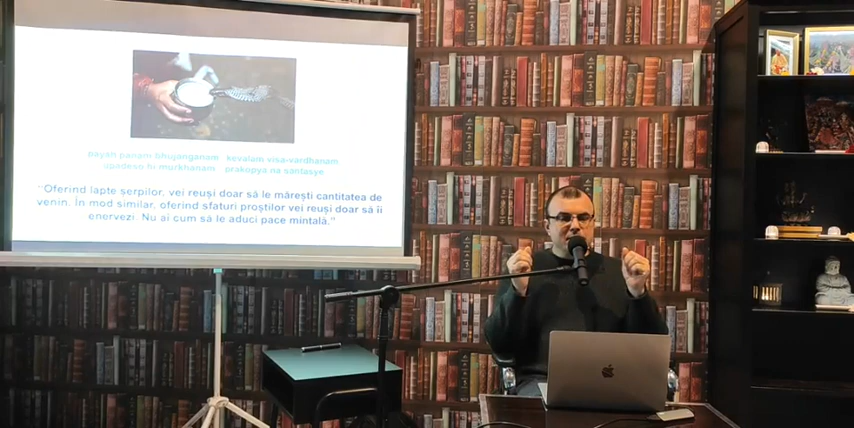 payah panam bhujanganam kevalam visa-vardhanam
upadeso hi murkhanam prakopya na santaye
"Oferind lapte șerpilor, vei reuși doar să le mărești cantitatea de
venin. În mod similar, oferind sfaturi proștilor vei reuși doar să îi
enervezi. Nu ai cum să le aduci pace mintală."